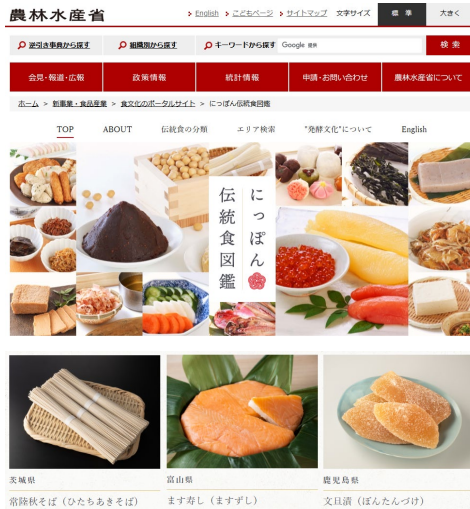 農林水産省
English
こどもページ
サイトマップ
文字サイズ
標準
大きく
逆引き事典から探す
組織別から探す
キーワードから探す
Google 提供
検索
会見・報道・広報
政策情報
統計情報
申請・お問い合わせ
農林水産省について
ホーム > 新事業・食品産業 > 食文化のポータルサイト > にっぽん伝統食図鑑
TOP
ABOUT
伝統食の分類
エリア検索
"発酵文化"について
English
にっぽん
伝統食図鑑
茨城県
富山県
鹿児島県
常陸秋そば（ひたちあきそば）
ます寿し（ますずし）
文旦漬（ぼんたんづけ）